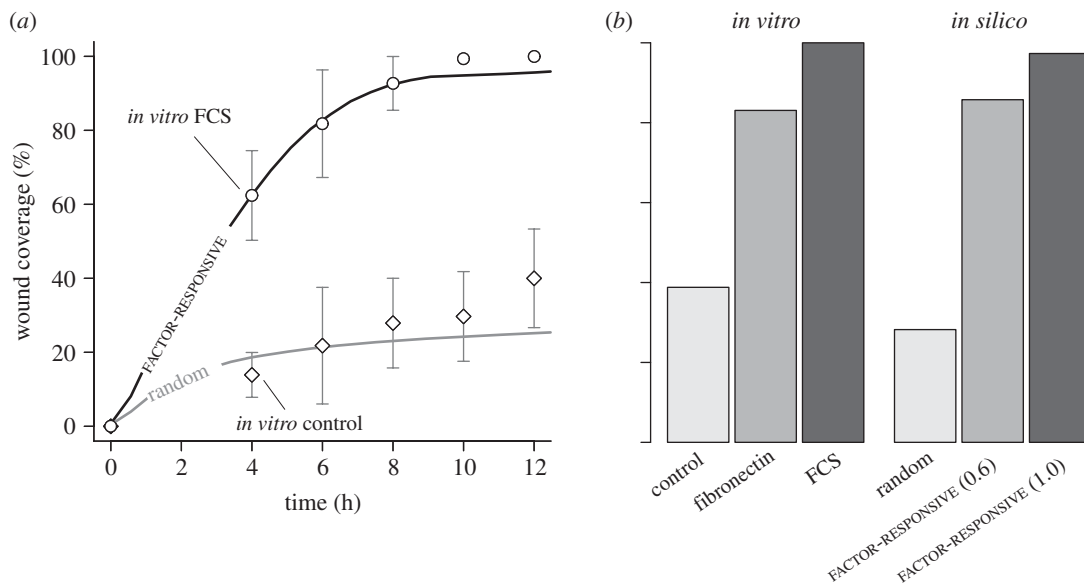 (a)
100
80
60
40
20
0
wound coverage (%)
in vitro FCS
FACTOR-RESPONSIVE
random
in vitro control
0 2 4 6 8 10 12
time (h)
(b)
in vitro in silico
control
fibronectin
FCS
random
FACTOR-RESPONSIVE (0.6)
FACTOR-RESPONSIVE (1.0)